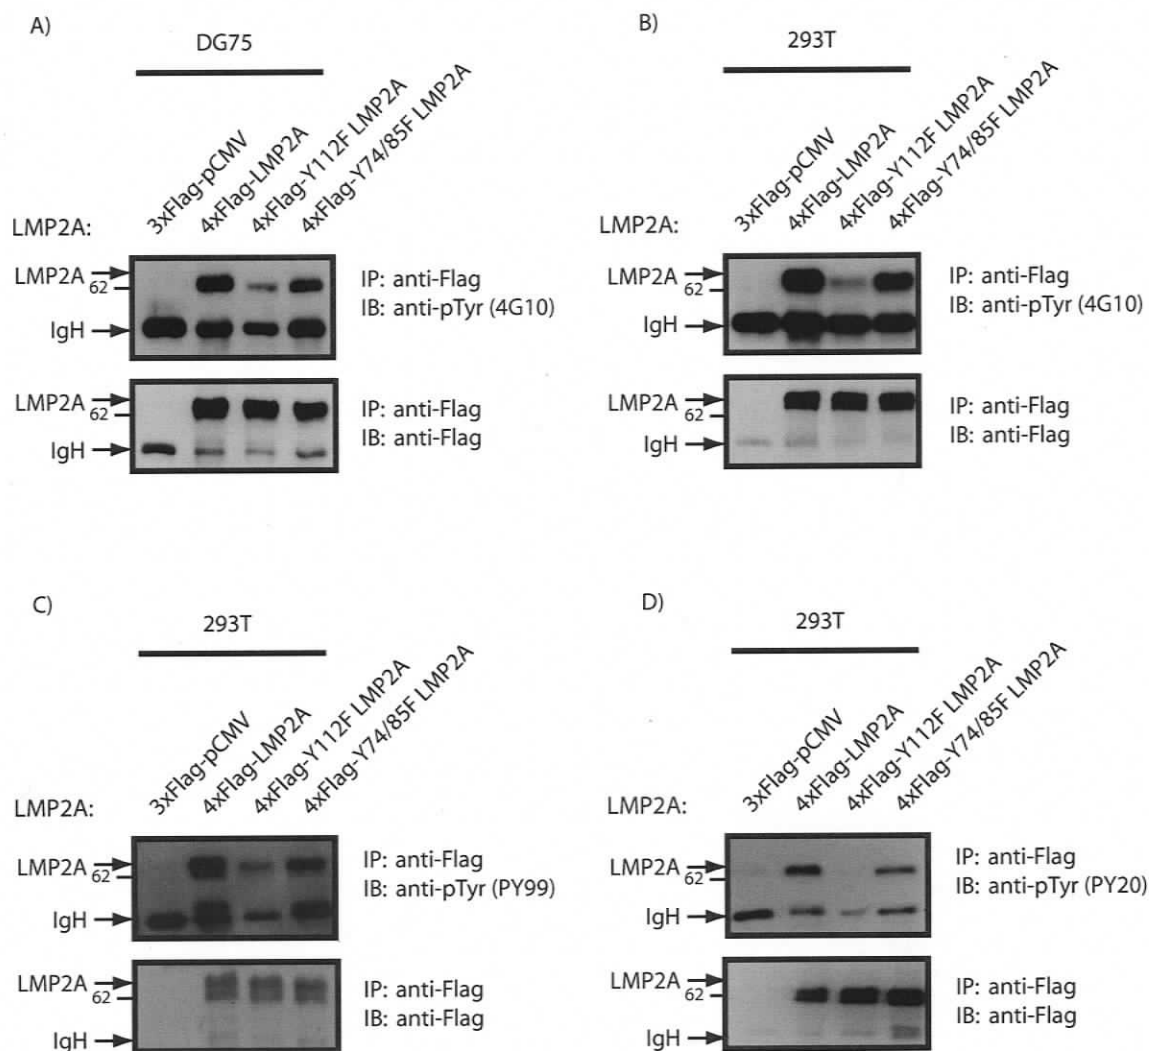 A)
DG75
3xFlag-pCMV
4xFlag-LMP2A
4xFlag-Y112F LMP2A
4xFlag-Y74/85F LMP2A
LMP2A:
LMP2A
62
IgH
IP: anti-Flag
IB: anti-pTyr (4G10)
LMP2A
62
IgH
IP: anti-Flag
IB: anti-Flag
B)
293T
3xFlag-pCMV
4xFlag-LMP2A
4xFlag-Y112F LMP2A
4xFlag-Y74/85F LMP2A
LMP2A:
LMP2A
62
IgH
IP: anti-Flag
IB: anti-pTyr (4G10)
LMP2A
62
IgH
IP: anti-Flag
IB: anti-Flag
C)
293T
3xFlag-pCMV
4xFlag-LMP2A
4xFlag-Y112F LMP2A
4xFlag-Y74/85F LMP2A
LMP2A:
LMP2A
62
IgH
IP: anti-Flag
IB: anti-pTyr (PY99)
LMP2A
62
IgH
IP: anti-Flag
IB: anti-Flag
D)
293T
3xFlag-pCMV
4xFlag-LMP2A
4xFlag-Y112F LMP2A
4xFlag-Y74/85F LMP2A
LMP2A:
LMP2A
62
IgH
IP: anti-Flag
IB: anti-pTyr (PY20)
LMP2A
62
IgH
IP: anti-Flag
IB: anti-Flag